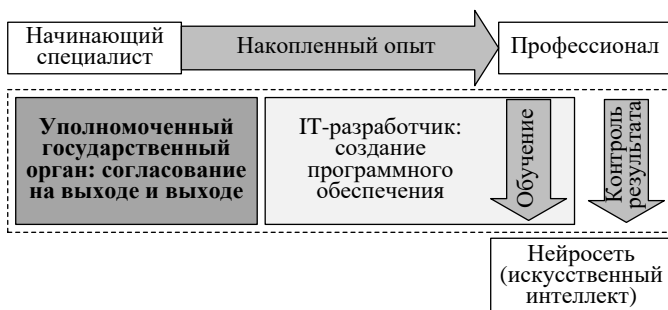 Начинающий
специалист
Накопленный опыт
Профессионал
Уполномоченный
государственный
орган: согласование
на выходе и выходе
IT-разработчик:
создание
программного
обеспечения
Обучение
Контроль
результата
Нейросеть
(искусственный
интеллект)